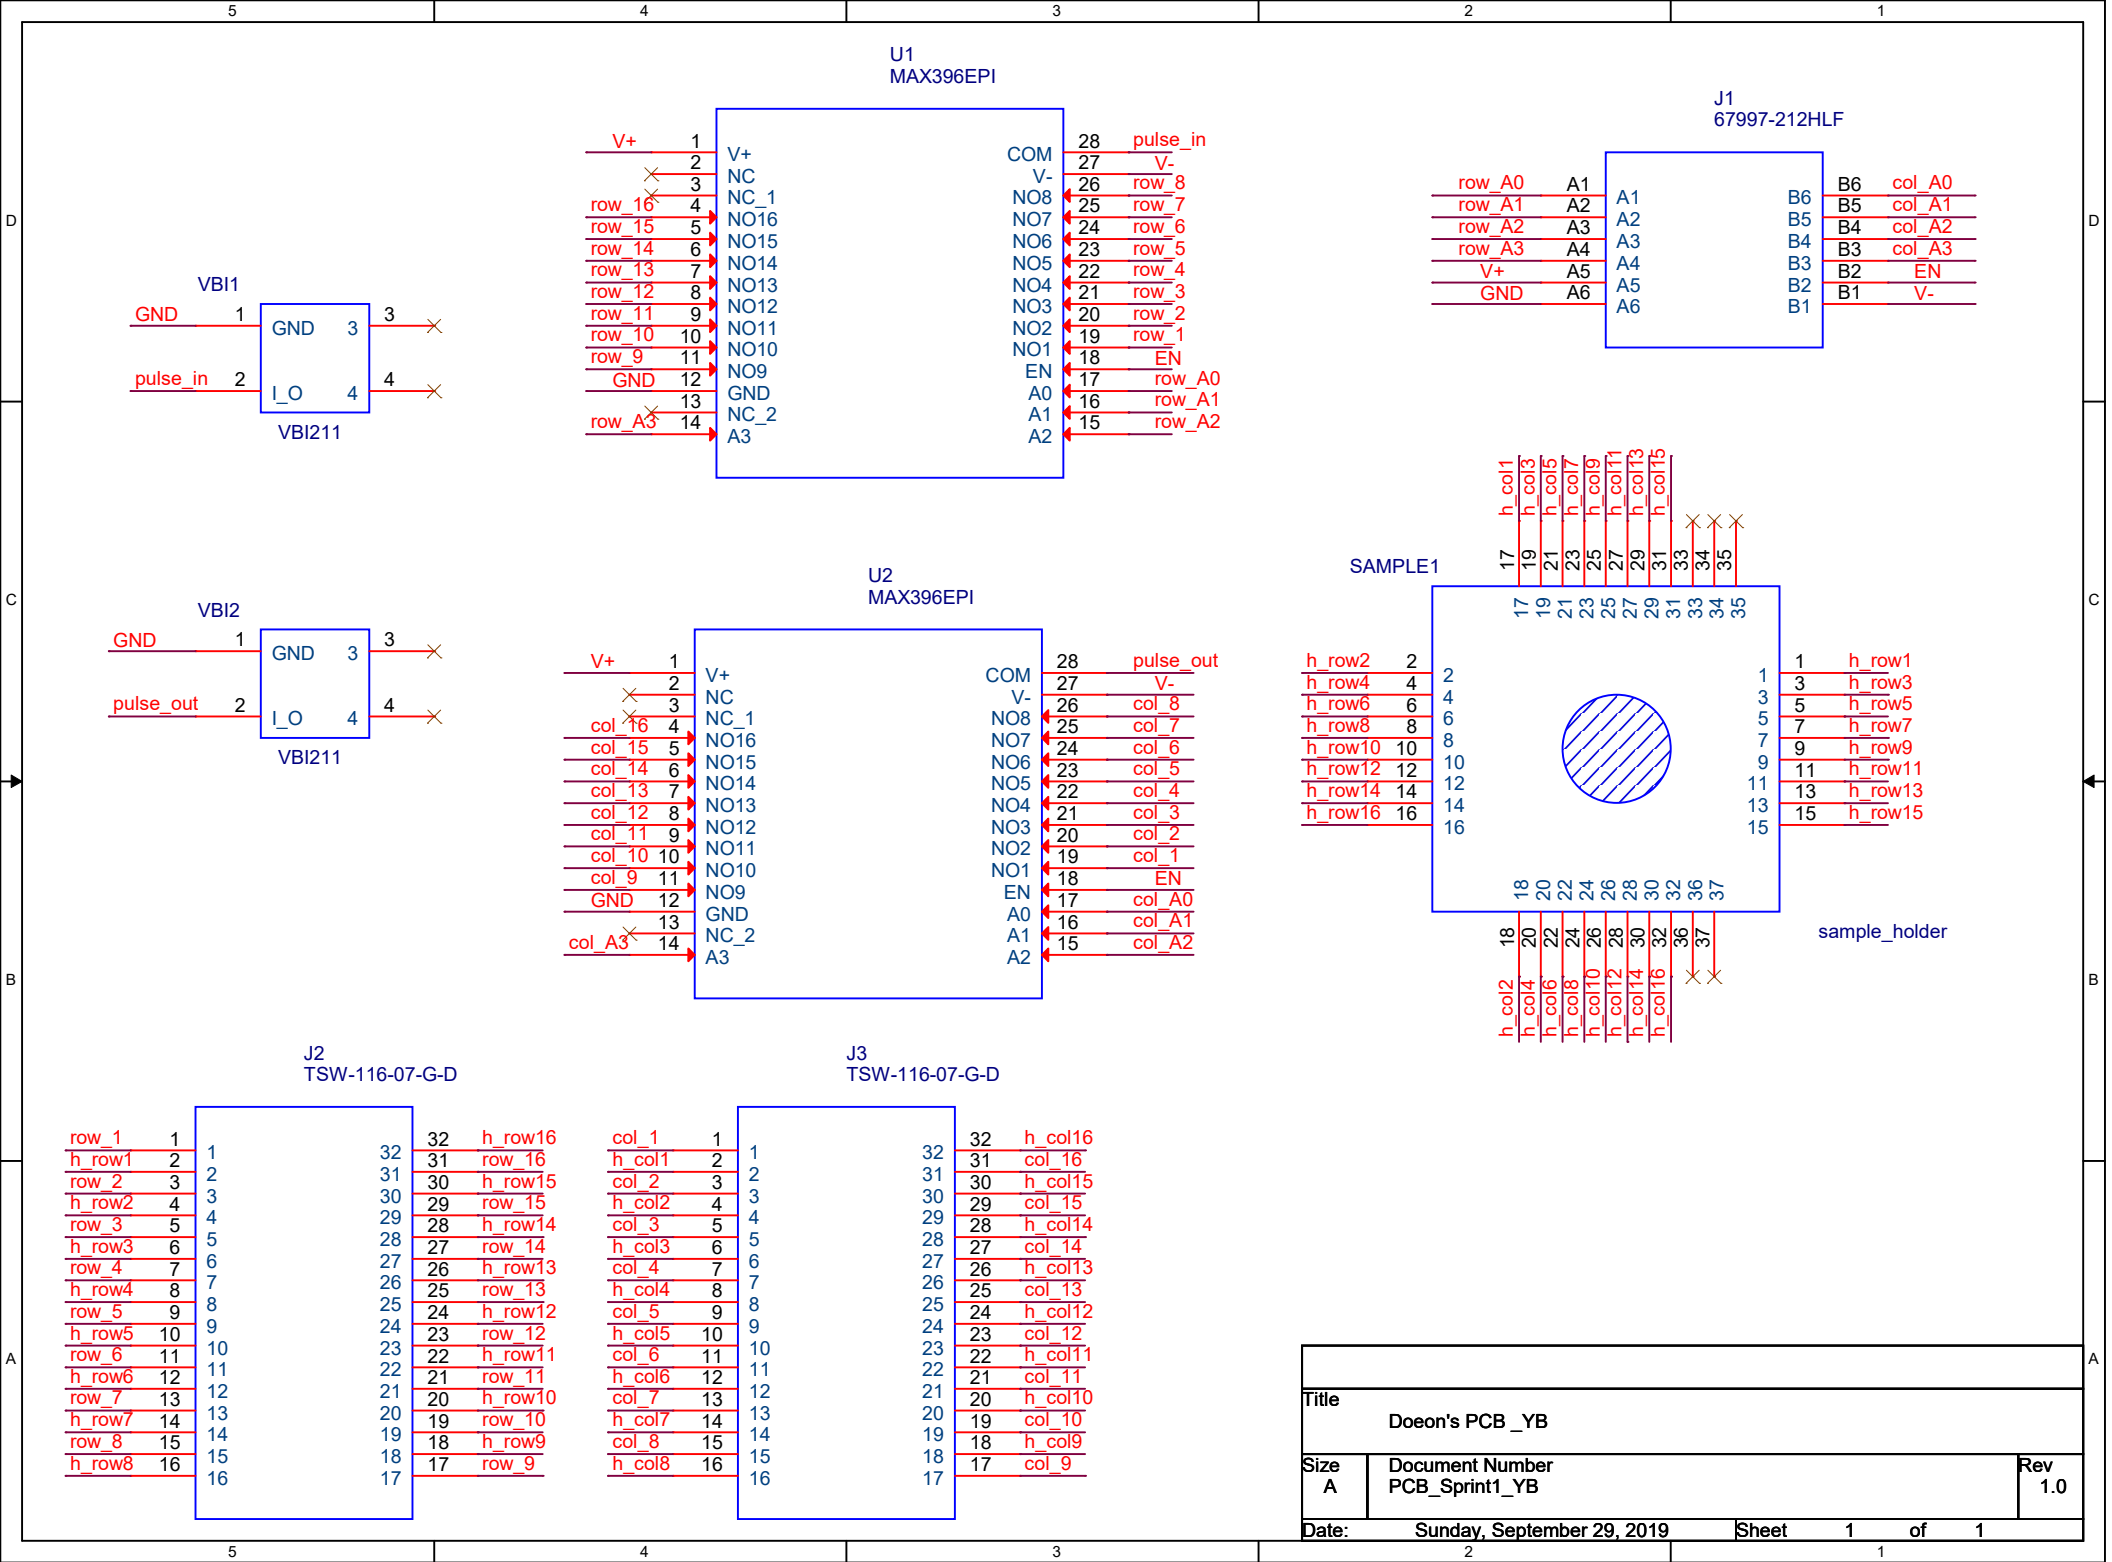 5 4 3 2 1
D D
C C
B B
A A
5 4 3 2 1
U1
MAX396EPI
V+ 1 V+
2 NC
3 NC_1
row_16 4 NO16
row_15 5 NO15
row_14 6 NO14
row_13 7 NO13
row_12 8 NO12
row_11 9 NO11
row_10 10 NO10
row_9 11 NO9
GND 12 GND
13 NC_2
row_A3 14 A3
COM 28 pulse_in
V- 27 V-
NO8 26 row_8
NO7 25 row_7
NO6 24 row_6
NO5 23 row_5
NO4 22 row_4
NO3 21 row_3
NO2 20 row_2
NO1 19 row_1
EN 18 EN
A0 17 row_A0
A1 16 row_A1
A2 15 row_A2
J1
67997-212HLF
row_A0 A1 A1 B6 B6 col_A0
row_A1 A2 A2 B5 B5 col_A1
row_A2 A3 A3 B4 B4 col_A2
row_A3 A4 A4 B3 B3 col_A3
V+ A5 A5 B2 B2 EN
GND A6 A6 B1 B1 V-
VBI1
GND 1 GND 3 3
pulse_in 2 I_O 4 4
VBI211
VBI2
GND 1 GND 3 3
pulse_out 2 I_O 4 4
VBI211
U2
MAX396EPI
V+ 1 V+
2 NC
3 NC_1
col_16 4 NO16
col_15 5 NO15
col_14 6 NO14
col_13 7 NO13
col_12 8 NO12
col_11 9 NO11
col_10 10 NO10
col_9 11 NO9
GND 12 GND
13 NC_2
col_A3 14 A3
COM 28 pulse_out
V- 27 V-
NO8 26 col_8
NO7 25 col_7
NO6 24 col_6
NO5 23 col_5
NO4 22 col_4
NO3 21 col_3
NO2 20 col_2
NO1 19 col_1
EN 18 EN
A0 17 col_A0
A1 16 col_A1
A2 15 col_A2
SAMPLE1
h_col1 h_col3 h_col5 h_col7 h_col9 h_col11 h_col13 h_col15
17 19 21 23 25 27 29 31 33 34 35
17 19 21 23 25 27 29 31 33 34 35
h_row2 2 2 1 1 h_row1
h_row4 4 4 3 3 h_row3
h_row6 6 6 5 5 h_row5
h_row8 8 8 7 7 h_row7
h_row10 10 10 9 9 h_row9
h_row12 12 12 11 11 h_row11
h_row14 14 14 13 13 h_row13
h_row16 16 16 15 15 h_row15
18 20 22 24 26 28 30 32 36 37
18 20 22 24 26 28 30 32 36 37
h_col2 h_col4 h_col6 h_col8 h_col10 h_col12 h_col14 h_col16
sample_holder
J2
TSW-116-07-G-D
row_1 1 1 32 32 h_row16
h_row1 2 2 31 31 row_16
row_2 3 3 30 30 h_row15
h_row2 4 4 29 29 row_15
row_3 5 5 28 28 h_row14
h_row3 6 6 27 27 row_14
row_4 7 7 26 26 h_row13
h_row4 8 8 25 25 row_13
row_5 9 9 24 24 h_row12
h_row5 10 10 23 23 row_12
row_6 11 11 22 22 h_row11
h_row6 12 12 21 21 row_11
row_7 13 13 20 20 h_row10
h_row7 14 14 19 19 row_10
row_8 15 15 18 18 h_row9
h_row8 16 16 17 17 row_9
J3
TSW-116-07-G-D
col_1 1 1 32 32 h_col16
h_col1 2 2 31 31 col_16
col_2 3 3 30 30 h_col15
h_col2 4 4 29 29 col_15
col_3 5 5 28 28 h_col14
h_col3 6 6 27 27 col_14
col_4 7 7 26 26 h_col13
h_col4 8 8 25 25 col_13
col_5 9 9 24 24 h_col12
h_col5 10 10 23 23 col_12
col_6 11 11 22 22 h_col11
h_col6 12 12 21 21 col_11
col_7 13 13 20 20 h_col10
h_col7 14 14 19 19 col_10
col_8 15 15 18 18 h_col9
h_col8 16 16 17 17 col_9
Title
Doeon's PCB _YB
Size Document Number Rev
A PCB_Sprint1_YB 1.0
Date: Sunday, September 29, 2019 Sheet 1 of 1